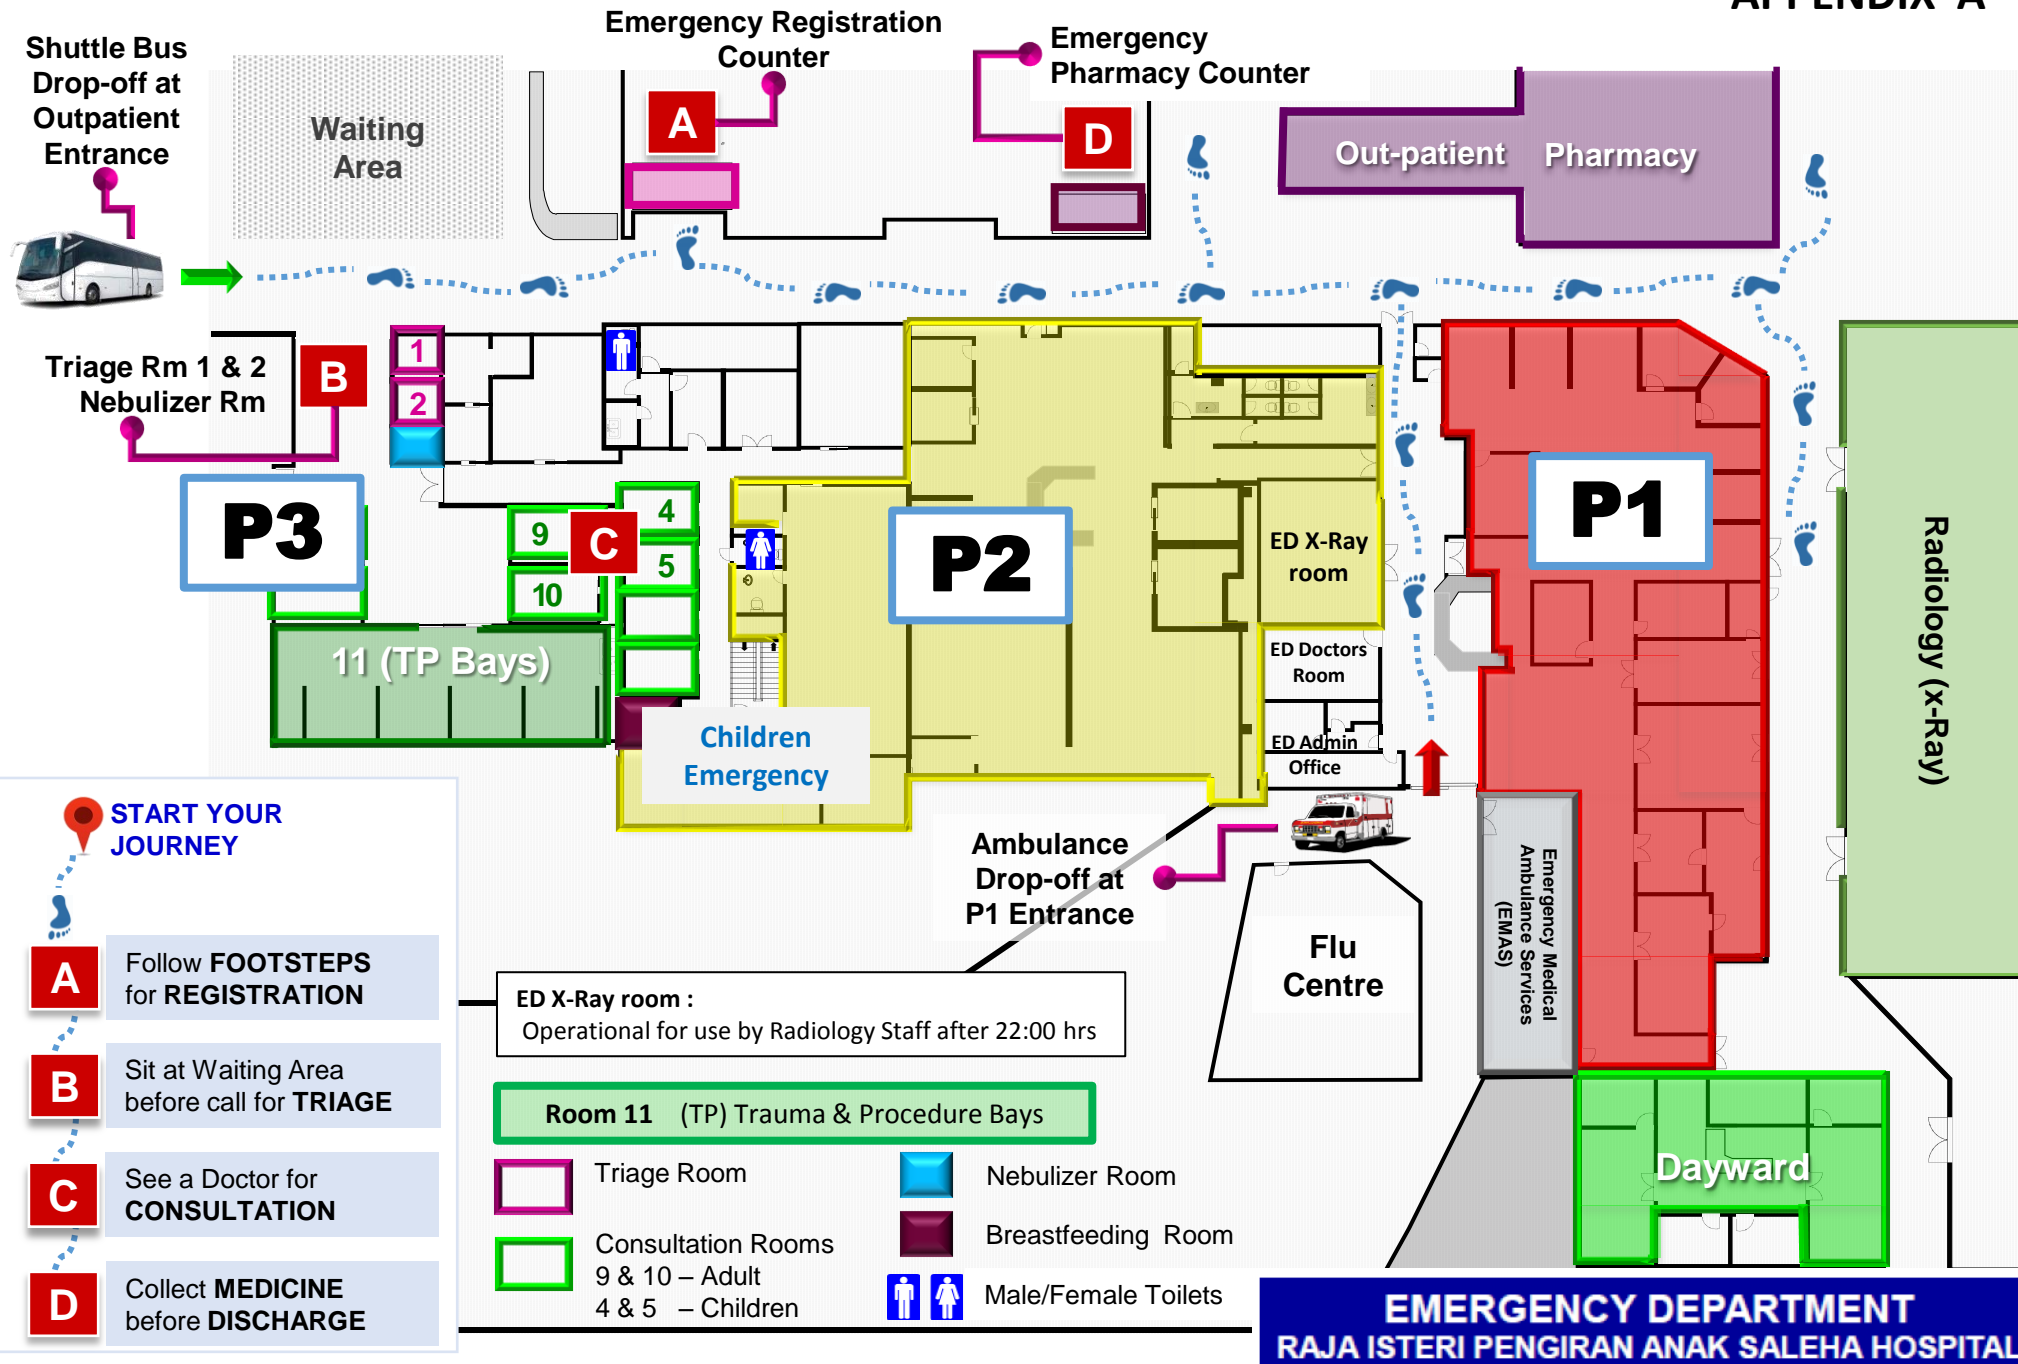 APPENDIX A
Shuttle Bus
Drop-off at
Outpatient
Entrance
Waiting
Area
Emergency Registration
Counter
A
Emergency
Pharmacy Counter
D
Out-patient Pharmacy
Triage Rm 1 & 2
Nebulizer Rm
B
1
2
P3
9
10
C
4
5
11 (TP Bays)
Children
Emergency
P2
ED X-Ray
room
ED Doctors
Room
ED Admin
Office
P1
Radiology (x-Ray)
Ambulance
Drop-off at
P1 Entrance
Flu
Centre
Emergency Medical
Ambulance Services
(EMAS)
Dayward
START YOUR
JOURNEY
A
Follow FOOTSTEPS
for REGISTRATION
B
Sit at Waiting Area
before call for TRIAGE
C
See a Doctor for
CONSULTATION
D
Collect MEDICINE
before DISCHARGE
ED X-Ray room :
Operational for use by Radiology Staff after 22:00 hrs
Room 11 (TP) Trauma & Procedure Bays
Triage Room
Consultation Rooms
9 & 10 – Adult
4 & 5 – Children
Nebulizer Room
Breastfeeding Room
Male/Female Toilets
EMERGENCY DEPARTMENT
RAJA ISTERI PENGIRAN ANAK SALEHA HOSPITAL